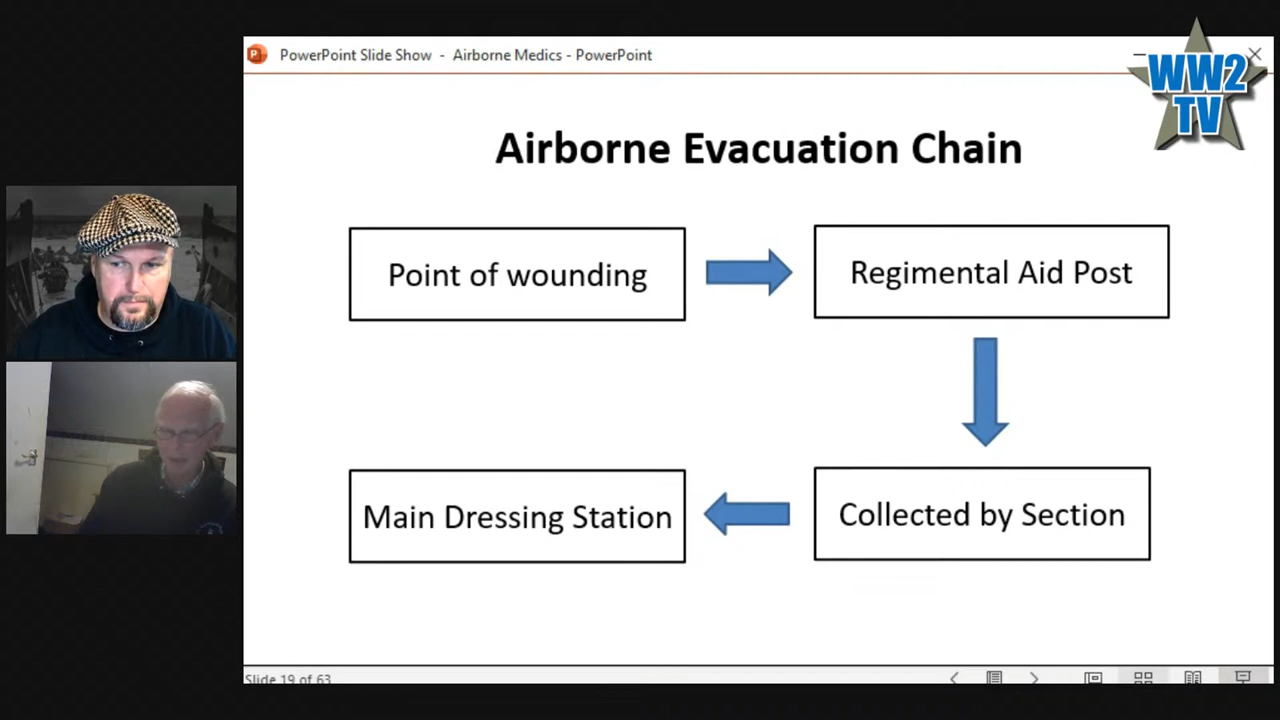 PowerPoint Slide Show - Airborne Medics - PowerPoint
WW2
TV
Airborne Evacuation Chain
Point of wounding
Regimental Aid Post
Collected by Section
Main Dressing Station
Slide 19 of 63